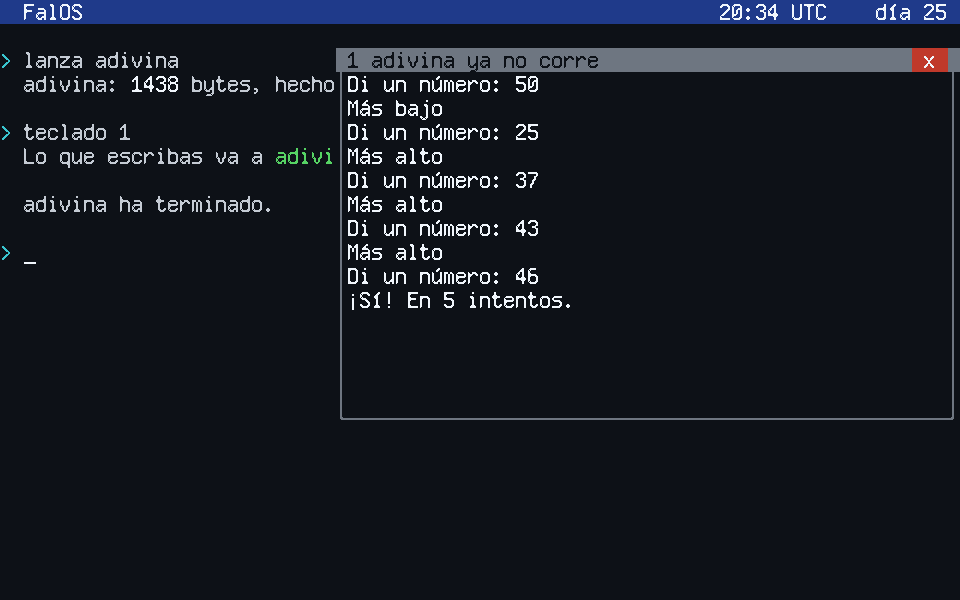 FalOS 20:34 UTC día 25
> lanza adivina
adivina: 1438 bytes, hecho
> teclado 1
Lo que escribas va a adivi
adivina ha terminado.
> _
1 adivina ya no corre x
Di un número: 50
Más bajo
Di un número: 25
Más alto
Di un número: 37
Más alto
Di un número: 43
Más alto
Di un número: 46
¡Sí! En 5 intentos.